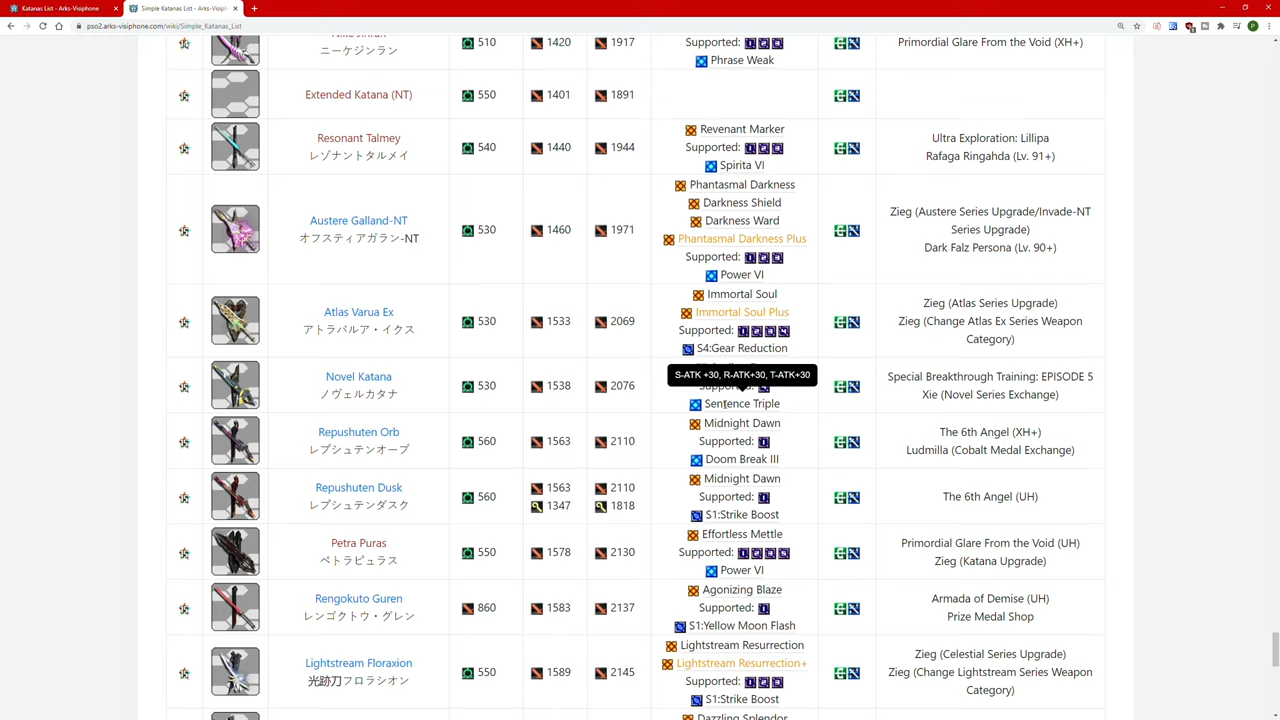 Katanas List - Arks-Visiphone
Simple Katanas List - Arks-Visiph
pso2.arks-visiphone.com/wiki/Simple_Katanas_List
ニーケジンラン
510
1420
1917
Supported:
Phrase Weak
Primordial Glare From the Void (XH+)
Extended Katana (NT)
550
1401
1891
Resonant Talmey
レゾナントタルメイ
540
1440
1944
Revenant Marker
Supported:
Spirita VI
Ultra Exploration: Lillipa
Rafaga Ringahda (Lv. 91+)
Austere Galland-NT
オフスティアガラン-NT
530
1460
1971
Phantasmal Darkness
Darkness Shield
Darkness Ward
Phantasmal Darkness Plus
Supported:
Power VI
Zieg (Austere Series Upgrade/Invade-NT
Series Upgrade)
Dark Falz Persona (Lv. 90+)
Atlas Varua Ex
アトラバルア・イクス
530
1533
2069
Immortal Soul
Immortal Soul Plus
Supported:
S4:Gear Reduction
Zieg (Atlas Series Upgrade)
Zieg (Change Atlas Ex Series Weapon
Category)
Novel Katana
ノヴェルカタナ
530
1538
2076
S-ATK +30, R-ATK+30, T-ATK+30
Supported:
Sentence Triple
Special Breakthrough Training: EPISODE 5
Xie (Novel Series Exchange)
Repushuten Orb
レプシュテンオーブ
560
1563
2110
Midnight Dawn
Supported:
Doom Break III
The 6th Angel (XH+)
Ludmilla (Cobalt Medal Exchange)
Repushuten Dusk
レプシュテンダスク
560
1563
1347
2110
1818
Midnight Dawn
Supported:
S1:Strike Boost
The 6th Angel (UH)
Petra Puras
ペトラピュラス
550
1578
2130
Effortless Mettle
Supported:
Power VI
Primordial Glare From the Void (UH)
Zieg (Katana Upgrade)
Rengokuto Guren
レンゴクトウ・グレン
860
1583
2137
Agonizing Blaze
Supported:
S1:Yellow Moon Flash
Armada of Demise (UH)
Prize Medal Shop
Lightstream Floraxion
光跡刀フロラシオン
550
1589
2145
Lightstream Resurrection
Lightstream Resurrection+
Supported:
S1:Strike Boost
Zieg (Celestial Series Upgrade)
Zieg (Change Lightstream Series Weapon
Category)
Dazzling Splendor